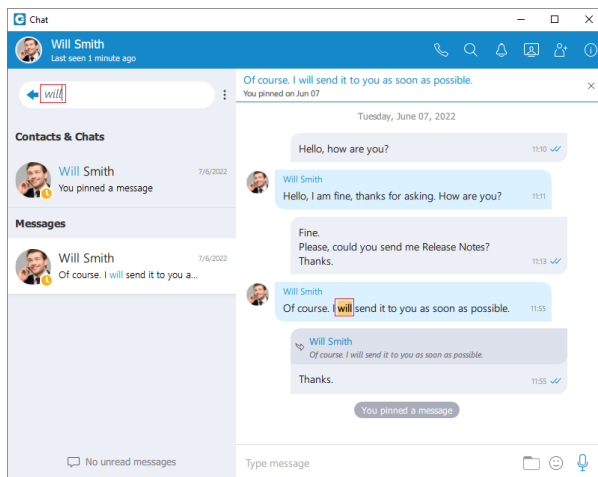 Chat
Will Smith
Last seen 1 minute ago
will
Contacts & Chats
Will Smith
7/6/2022
You pinned a message
Messages
Will Smith
7/6/2022
Of course. I will send it to you a...
No unread messages
Of course. I will send it to you as soon as possible.
You pinned on Jun 07
Tuesday, June 07, 2022
Hello, how are you?
11:10
Will Smith
Hello, I am fine, thanks for asking. How are you?
11:11
Fine.
Please, could you send me Release Notes?
Thanks.
11:13
Will Smith
Of course. I will send it to you as soon as possible.
11:55
Will Smith
Of course. I will send it to you as soon as possible.
Thanks.
11:55
You pinned a message
Type message